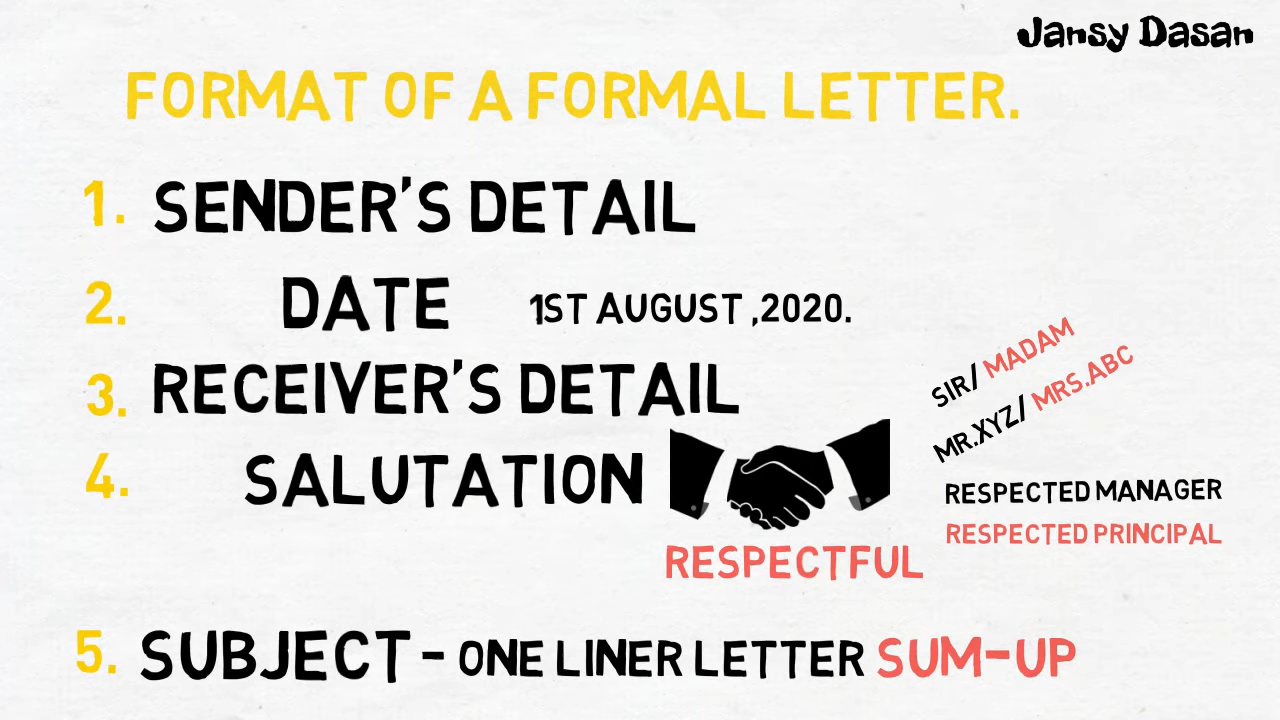 Jansy Dasan
FORMAT OF A FORMAL LETTER.
1. SENDER'S DETAIL
2. DATE 1ST AUGUST ,2020.
3. RECEIVER'S DETAIL
SIR/ MADAM
MR.XYZ/ MRS.ABC
4. SALUTATION
RESPECTED MANAGER
RESPECTED PRINCIPAL
RESPECTFUL
5. SUBJECT - ONE LINER LETTER SUM-UP